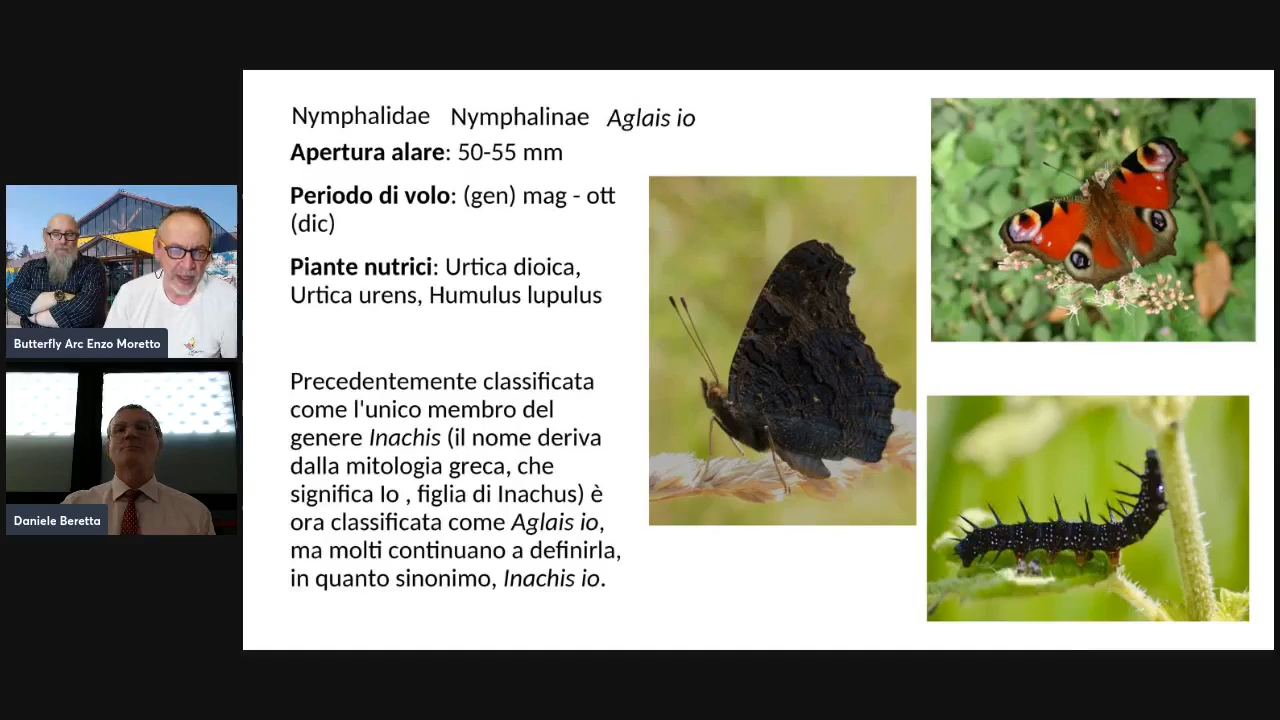 Nymphalidae Nymphalinae Aglais io
Apertura alare: 50-55 mm
Periodo di volo: (gen) mag - ott
(dic)
Piante nutrici: Urtica dioica,
Urtica urens, Humulus lupulus
Precedentemente classificata
come l'unico membro del
genere Inachis (il nome deriva
dalla mitologia greca, che
significa Io , figlia di Inachus) è
ora classificata come Aglais io,
ma molti continuano a definirla,
in quanto sinonimo, Inachis io.
Butterfly Arc Enzo Moretto
Daniele Beretta